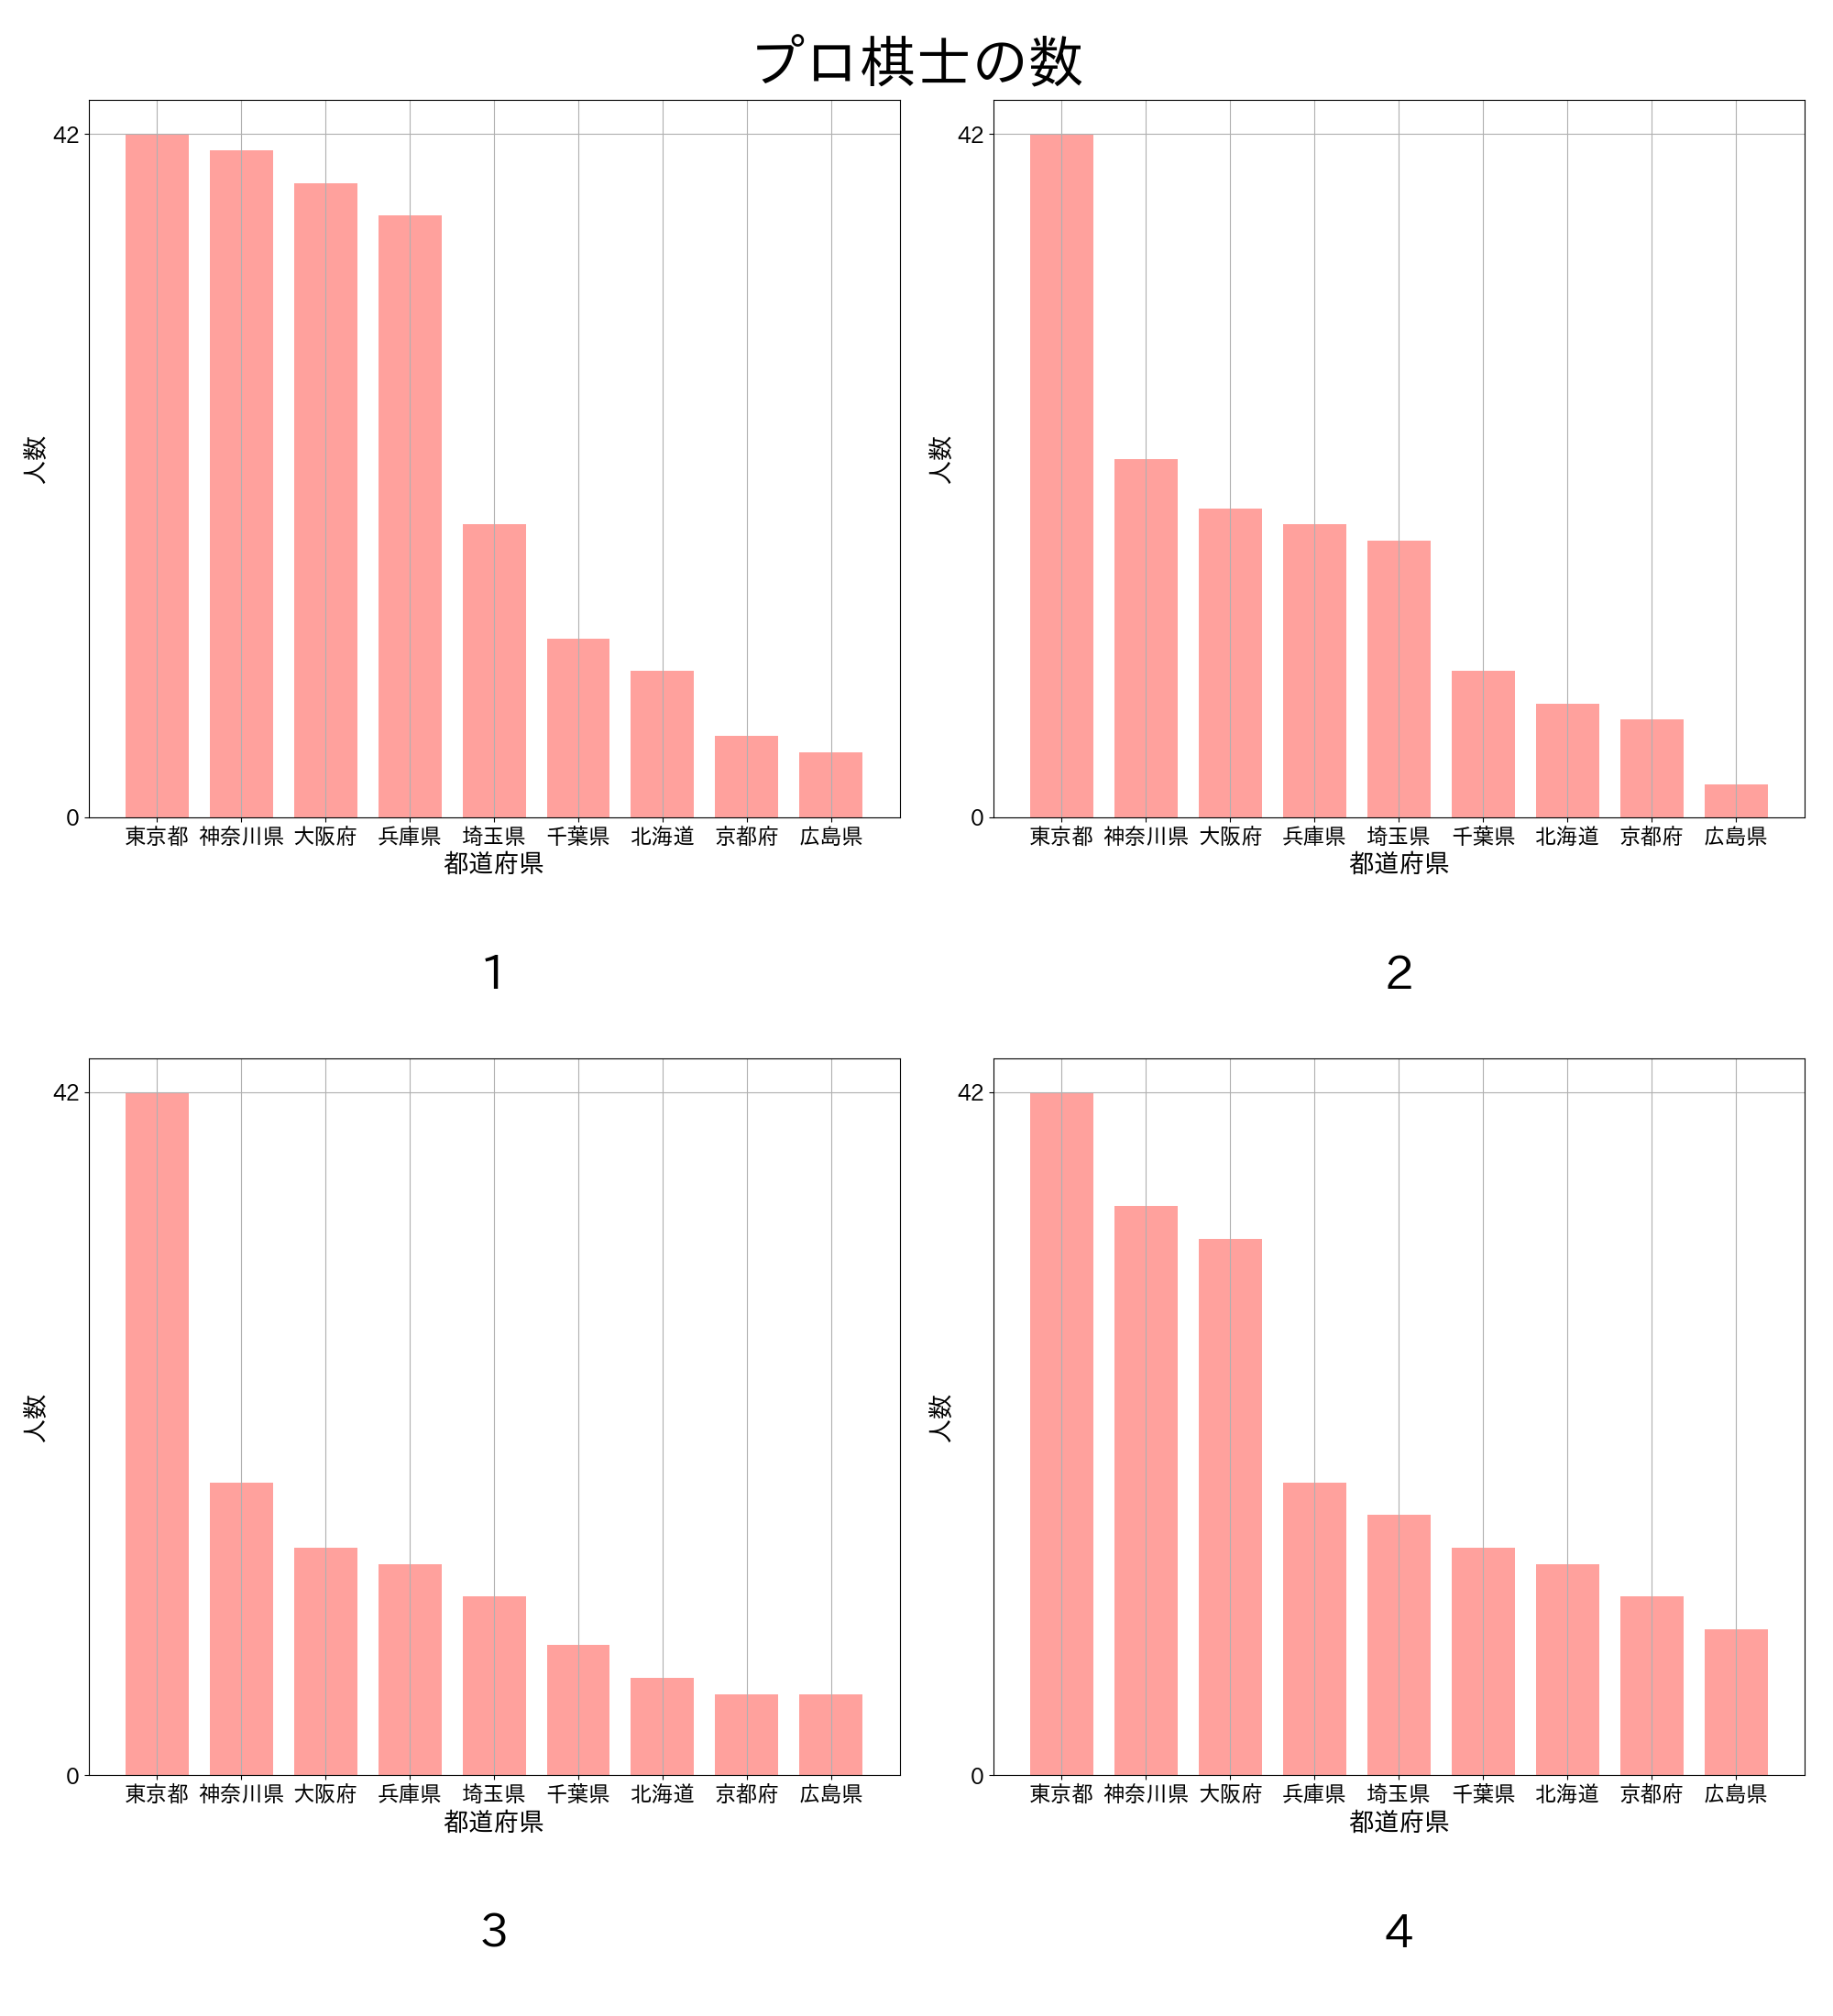 プロ棋士の数
42
0
人数
東京都 神奈川県 大阪府 兵庫県 埼玉県 千葉県 北海道 京都府 広島県
都道府県
1
42
0
人数
東京都 神奈川県 大阪府 兵庫県 埼玉県 千葉県 北海道 京都府 広島県
都道府県
2
42
0
人数
東京都 神奈川県 大阪府 兵庫県 埼玉県 千葉県 北海道 京都府 広島県
都道府県
3
42
0
人数
東京都 神奈川県 大阪府 兵庫県 埼玉県 千葉県 北海道 京都府 広島県
都道府県
4